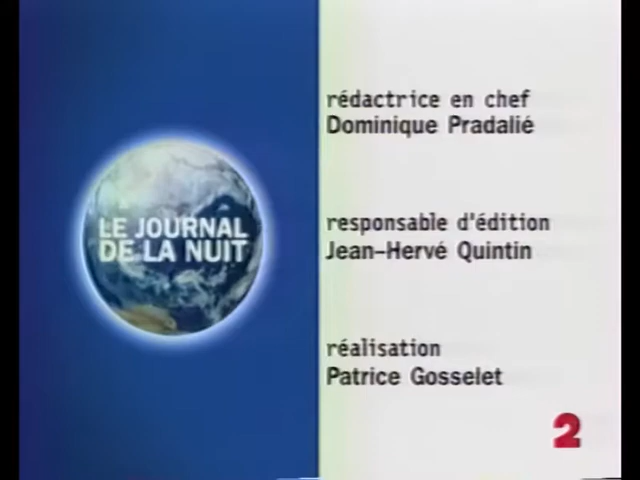 LE JOURNAL
DE LA NUIT
rédactrice en chef
Dominique Pradalié
responsable d'édition
Jean-Hervé Quintin
réalisation
Patrice Gosselet
2